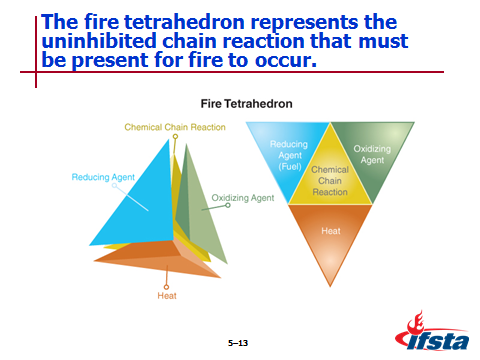 The fire tetrahedron represents the
uninhibited chain reaction that must
be present for fire to occur.
Fire Tetrahedron
Chemical Chain Reaction
Reducing Agent
Oxidizing Agent
Heat
Reducing
Agent
(Fuel)
Oxidizing
Agent
Chemical
Chain
Reaction
Heat
5–13
ifsta